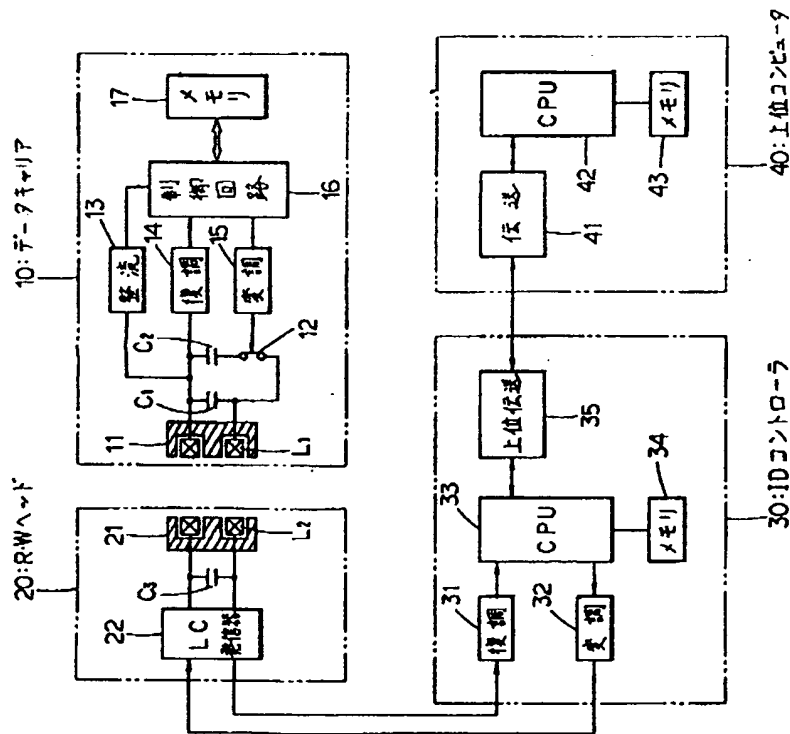 10:データキャリア
13
整流
14
復調
15
変調
制御回路
16
17
メモリ
C1
C2
12
11
L1
20:R·Wヘッド
21
L2
C3
22
LC
発信器
30:IDコントローラ
31
復調
32
変調
33
CPU
34
メモリ
35
上位伝送
40:上位コンピュータ
41
伝送
42
CPU
43
メモリ